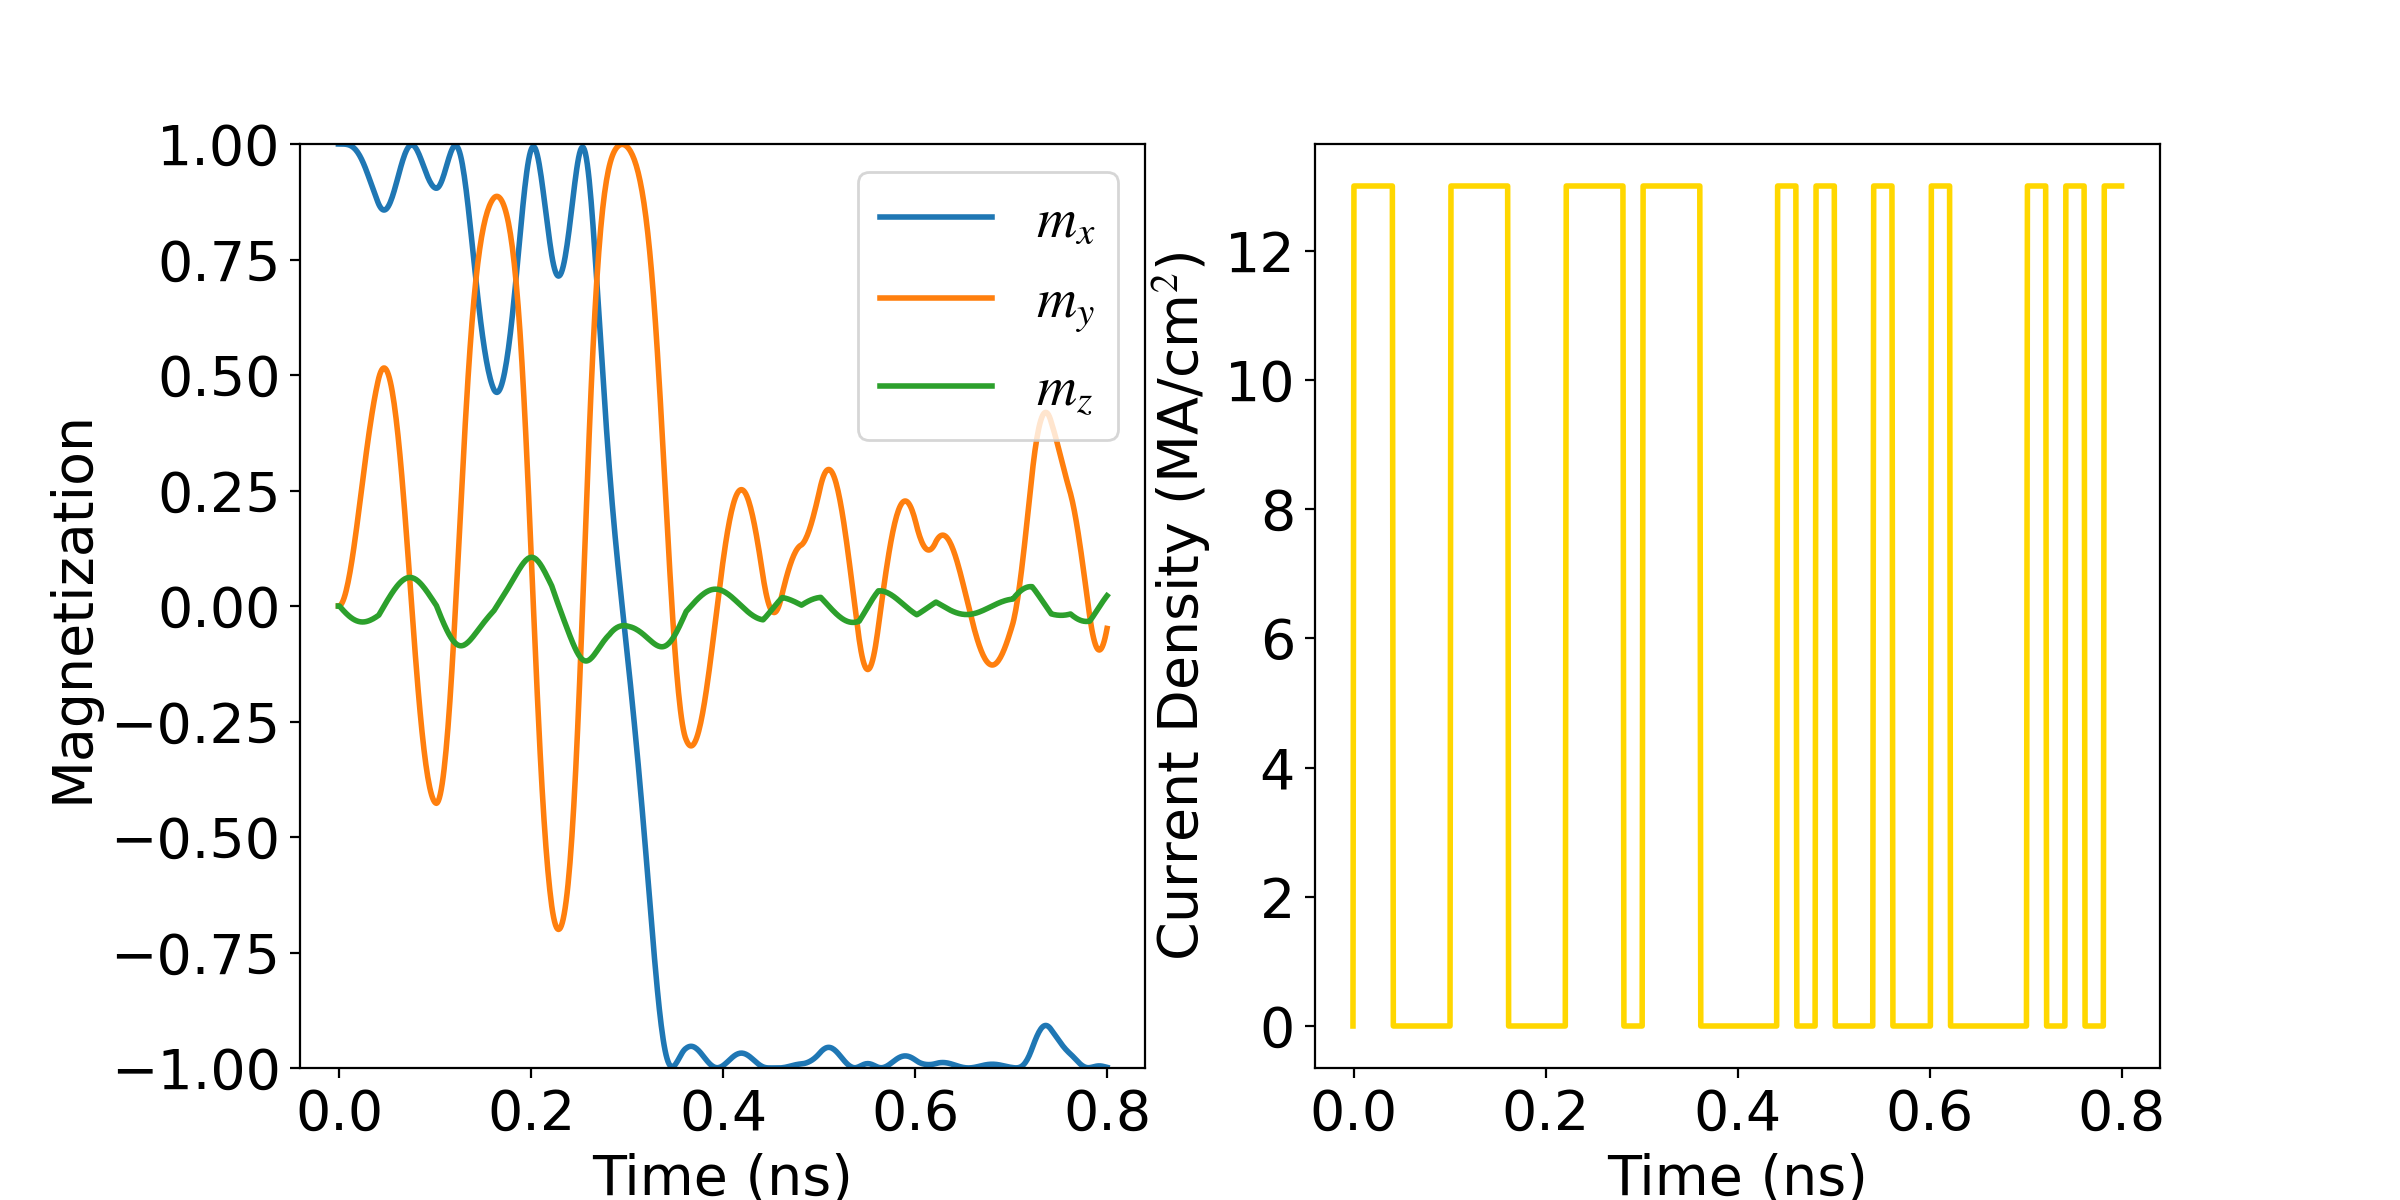 Magnetization
1.00
0.75
0.50
0.25
0.00
−0.25
−0.50
−0.75
−1.00
0.0 0.2 0.4 0.6 0.8
Time (ns)
m_x
m_y
m_z
Current Density (MA/cm²)
12
10
8
6
4
2
0
0.0 0.2 0.4 0.6 0.8
Time (ns)